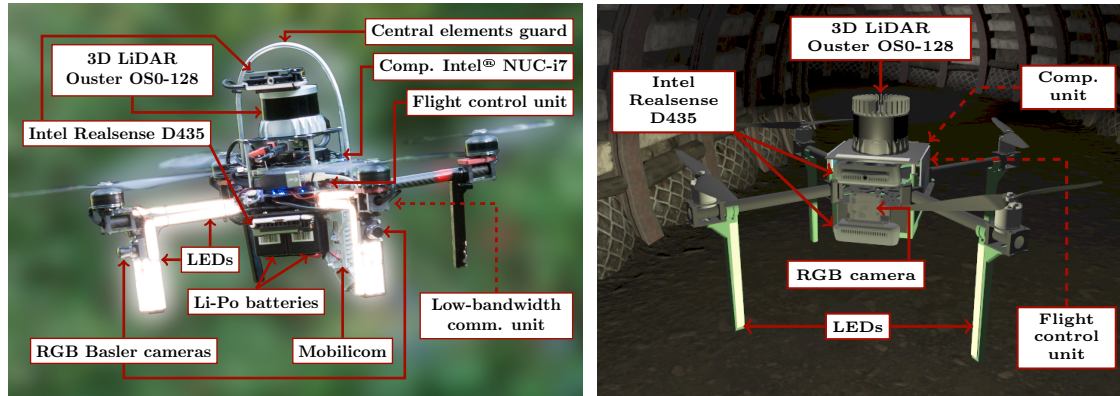 Central elements guard
3D LiDAR
Ouster OS0-128
Comp. Intel® NUC-i7
Flight control unit
Intel Realsense D435
LEDs
Li-Po batteries
Low-bandwidth
comm. unit
RGB Basler cameras
Mobilicom
3D LiDAR
Ouster OS0-128
Intel
Realsense
D435
Comp.
unit
RGB camera
LEDs
Flight
control
unit